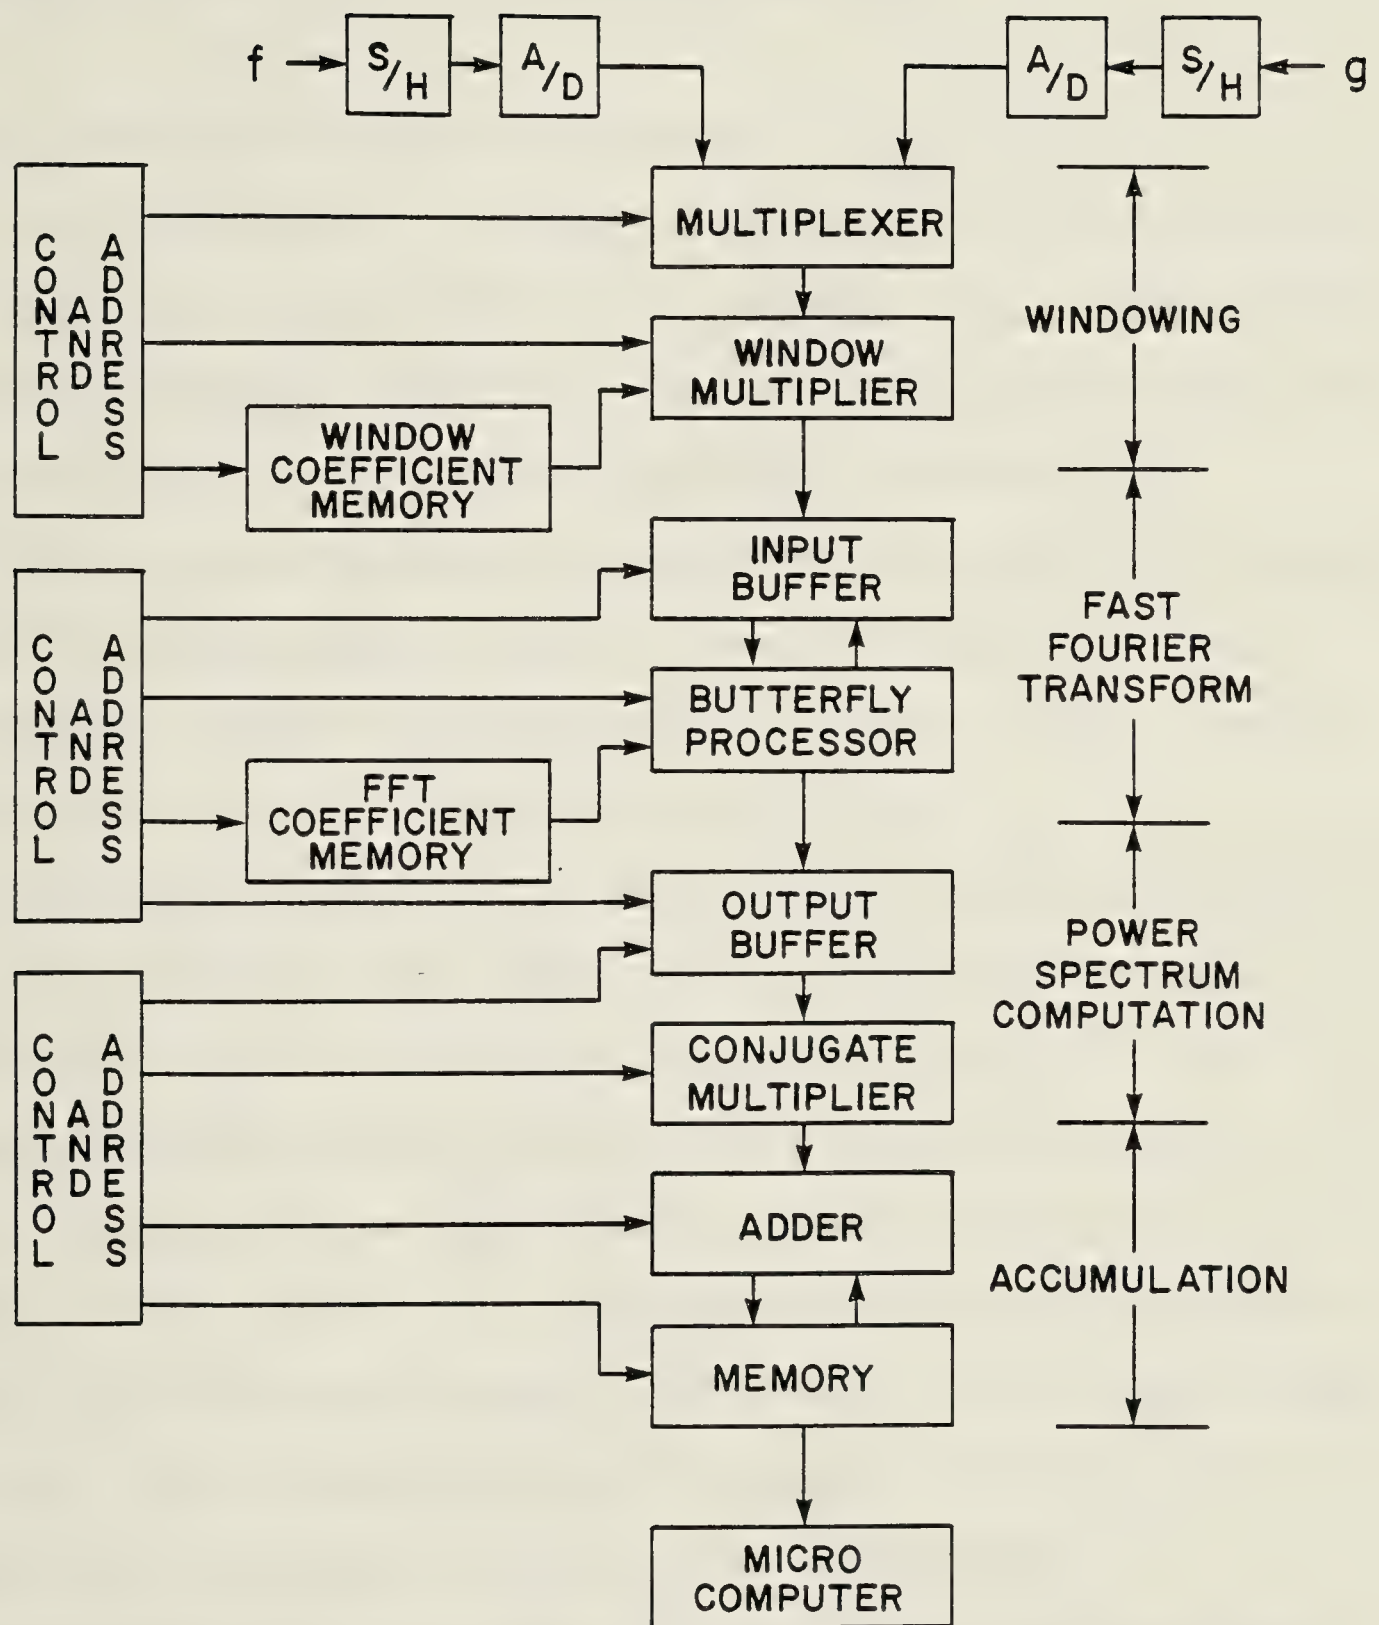 f
S/H
A/D
A/D
S/H
g
CONTROL AND ADDRESS
MULTIPLEXER
WINDOW
MULTIPLIER
WINDOW
COEFFICIENT
MEMORY
WINDOWING
CONTROL AND ADDRESS
INPUT
BUFFER
BUTTERFLY
PROCESSOR
FFT
COEFFICIENT
MEMORY
FAST
FOURIER
TRANSFORM
OUTPUT
BUFFER
CONTROL AND ADDRESS
CONJUGATE
MULTIPLIER
POWER
SPECTRUM
COMPUTATION
ADDER
MEMORY
ACCUMULATION
MICRO
COMPUTER